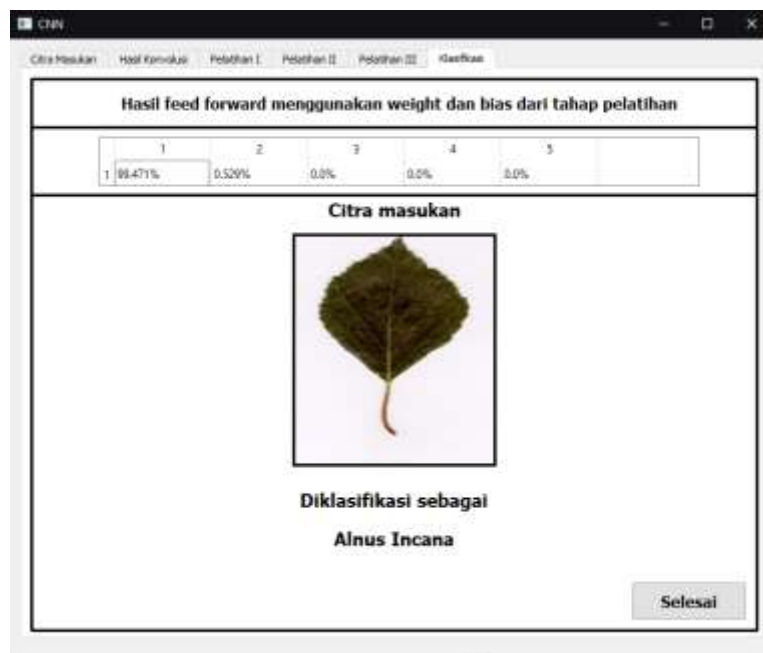 CNN
Citra Masukan Hasil Konvolusi Pelatihan I Pelatihan II Pelatihan III Klasifikasi
Hasil feed forward menggunakan weight dan bias dari tahap pelatihan
1 2 3 4 5
1 99.471% 0.529% 0.0% 0.0% 0.0%
Citra masukan
Diklasifikasi sebagai
Alnus Incana
Selesai